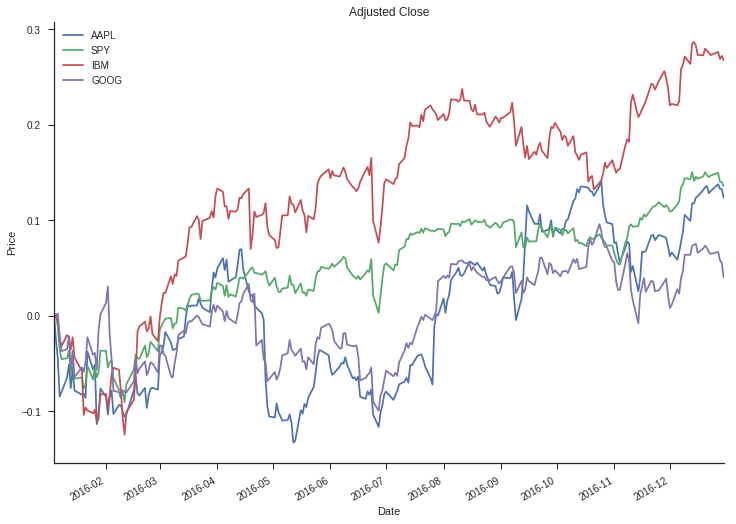 Adjusted Close
0.3
0.2
0.1
0.0
−0.1
Price
AAPL
SPY
IBM
GOOG
2016-02
2016-03
2016-04
2016-05
2016-06
2016-07
2016-08
2016-09
2016-10
2016-11
2016-12
Date